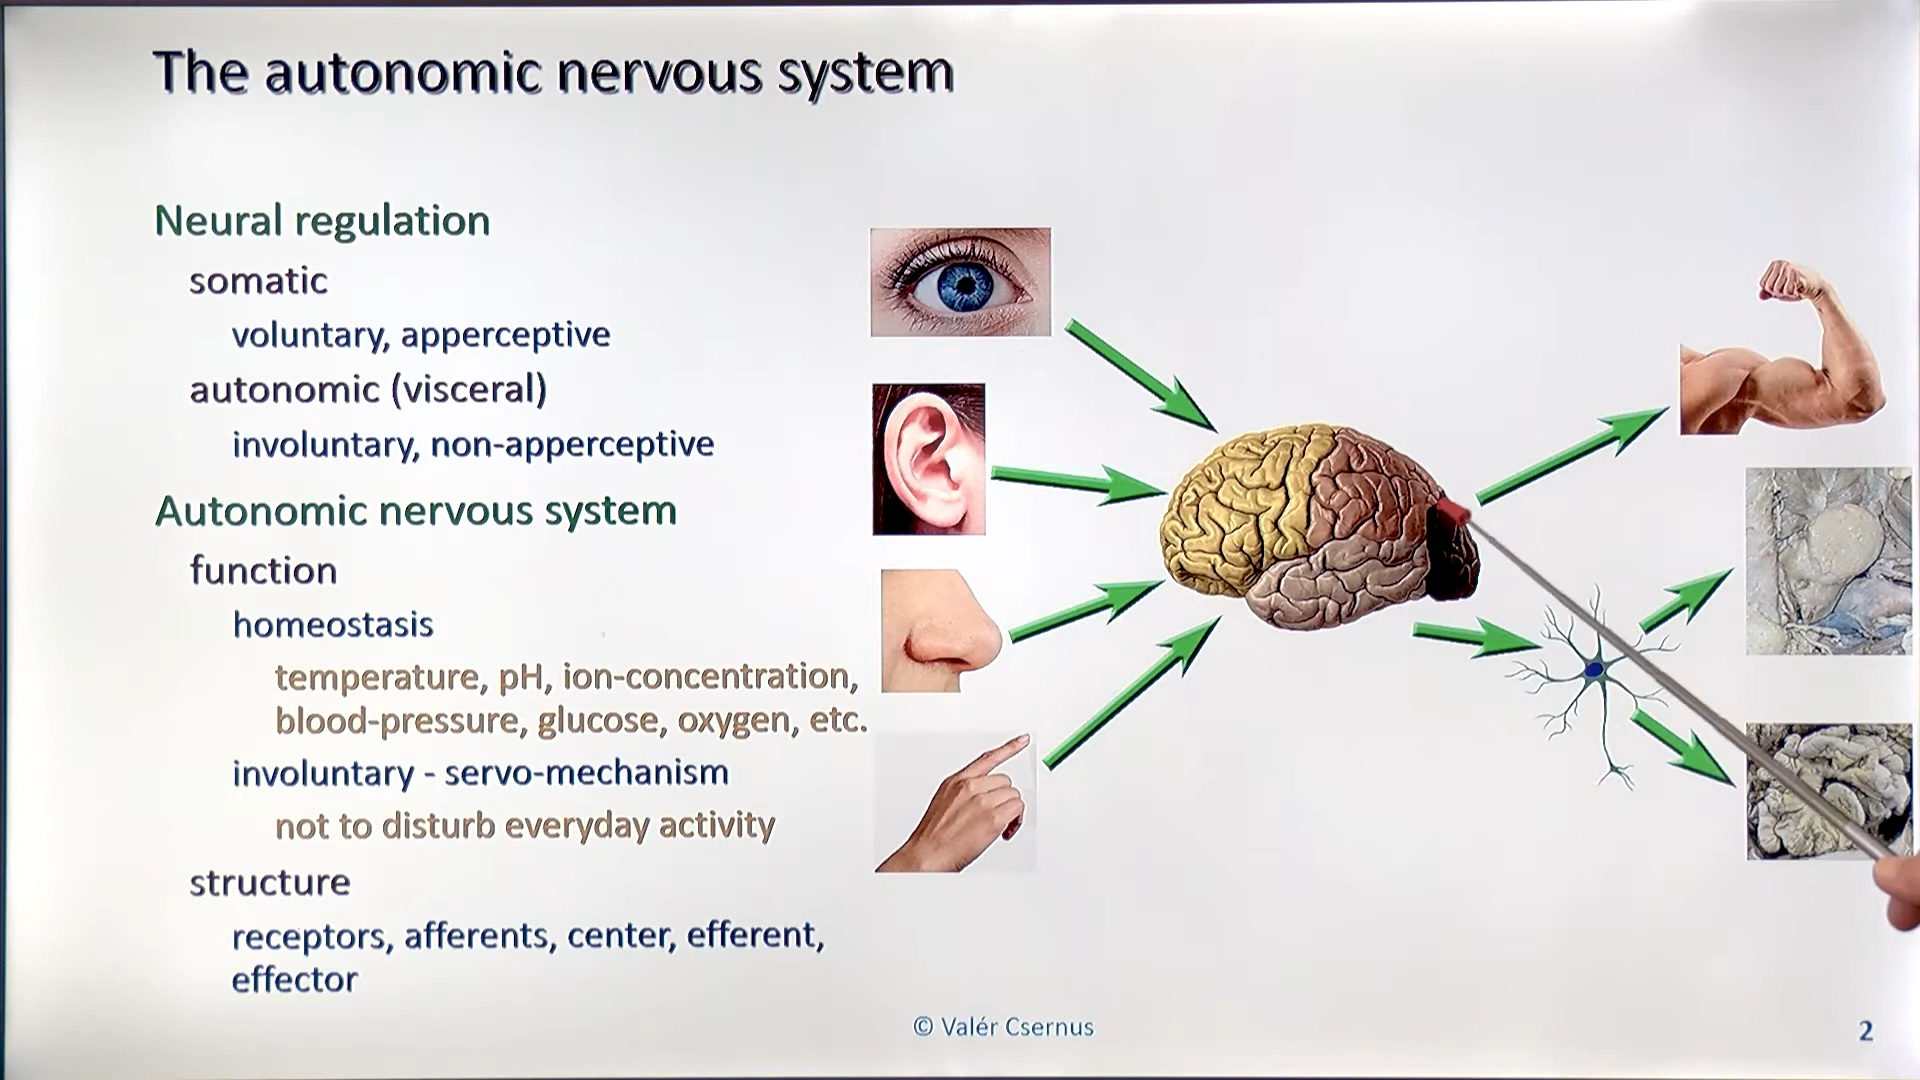 The autonomic nervous system
Neural regulation
somatic
voluntary, apperceptive
autonomic (visceral)
involuntary, non-apperceptive
Autonomic nervous system
function
homeostasis
temperature, pH, ion-concentration,
blood-pressure, glucose, oxygen, etc.
involuntary - servo-mechanism
not to disturb everyday activity
structure
receptors, afferents, center, efferent,
effector
© Valér Csernus
2